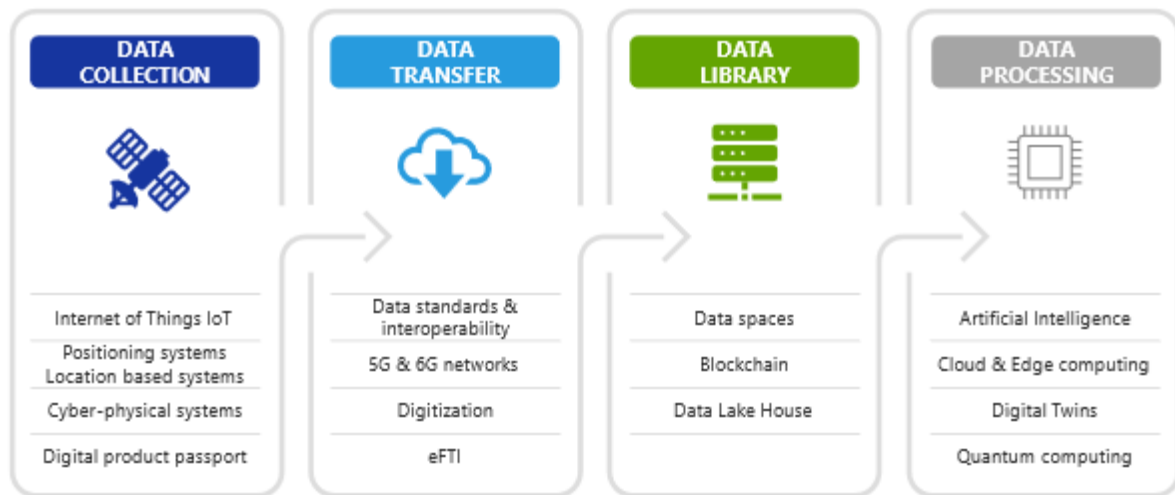 DATA
COLLECTION
Internet of Things IoT
Positioning systems
Location based systems
Cyber-physical systems
Digital product passport
DATA
TRANSFER
Data standards &
interoperability
5G & 6G networks
Digitization
eFTI
DATA
LIBRARY
Data spaces
Blockchain
Data Lake House
DATA
PROCESSING
Artificial Intelligence
Cloud & Edge computing
Digital Twins
Quantum computing